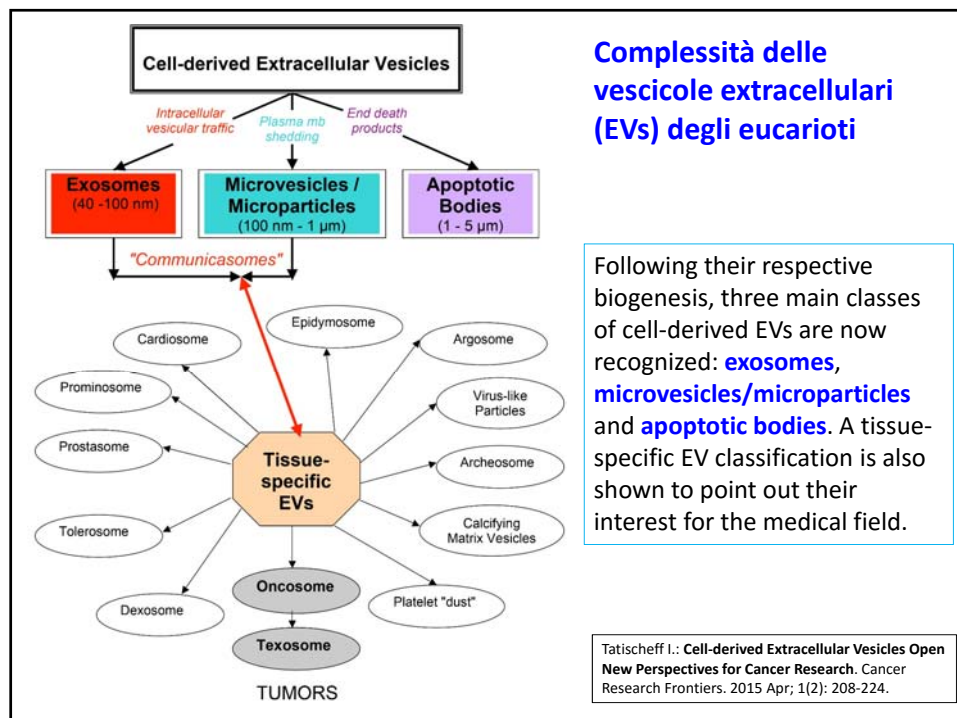 Cell-derived Extracellular Vesicles
Intracellular
vesicular traffic
Plasma mb
shedding
End death
products
Exosomes
(40 -100 nm)
Microvesicles /
Microparticles
(100 nm - 1 µm)
Apoptotic
Bodies
(1 - 5 µm)
"Communicasomes"
Epidymosome
Cardiosome
Argosome
Prominosome
Virus-like
Particles
Prostasome
Archeosome
Tissue-
specific
EVs
Tolerosome
Calcifying
Matrix Vesicles
Oncosome
Dexosome
Platelet "dust"
Texosome
TUMORS
Complessità delle
vescicole extracellulari
(EVs) degli eucarioti
Following their respective
biogenesis, three main classes
of cell-derived EVs are now
recognized: exosomes,
microvesicles/microparticles
and apoptotic bodies. A tissue-
specific EV classification is also
shown to point out their
interest for the medical field.
Tatischeff I.: Cell-derived Extracellular Vesicles Open
New Perspectives for Cancer Research. Cancer
Research Frontiers. 2015 Apr; 1(2): 208-224.